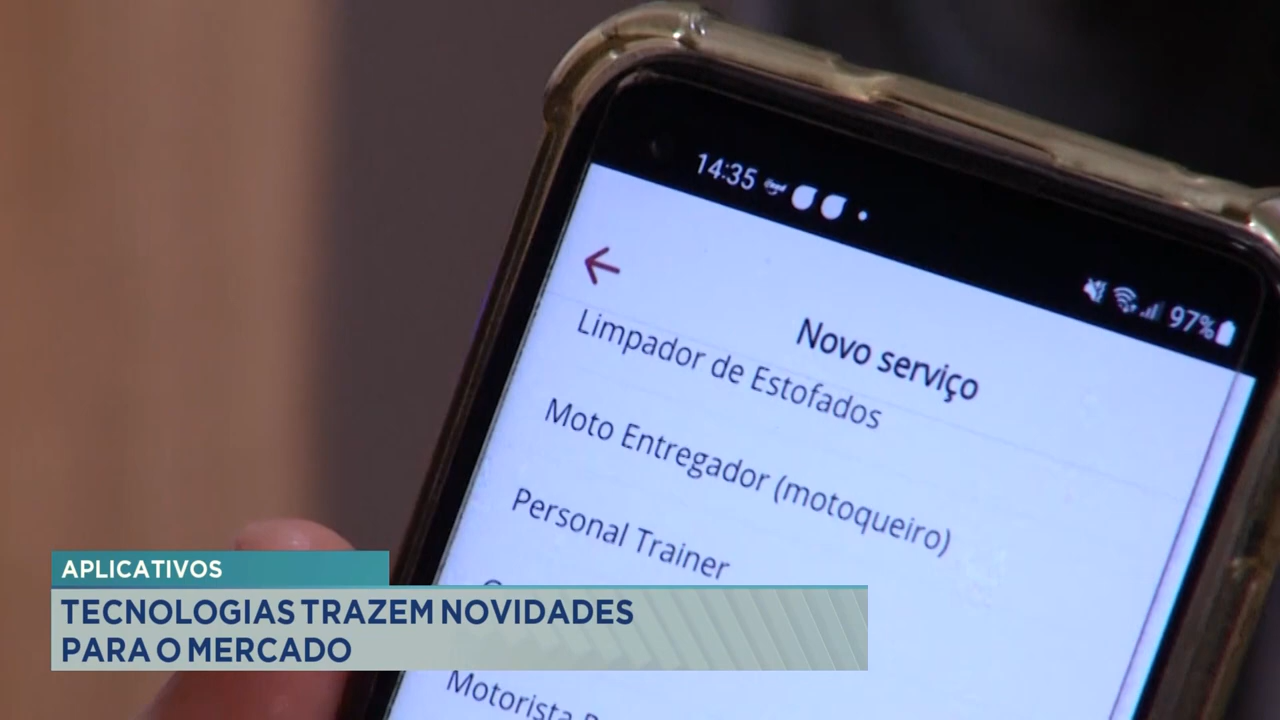 14:35
97%
Novo serviço
Limpador de Estofados
Moto Entregador (motoqueiro)
Personal Trainer
Motorista
APLICATIVOS
TECNOLOGIAS TRAZEM NOVIDADES
PARA O MERCADO